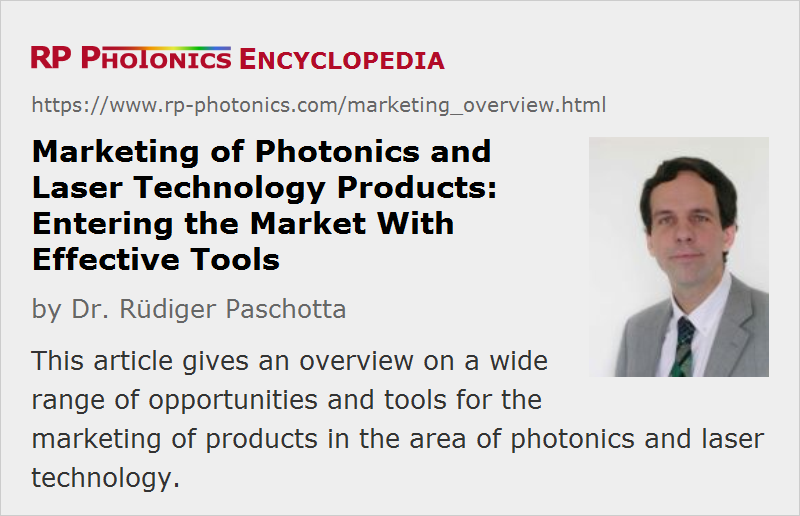 RP PHOTONICS ENCYCLOPEDIA
https://www.rp-photonics.com/marketing_overview.html
Marketing of Photonics and
Laser Technology Products:
Entering the Market With
Effective Tools
by Dr. Rüdiger Paschotta
This article gives an overview on a wide
range of opportunities and tools for the
marketing of products in the area of photonics and laser
technology.